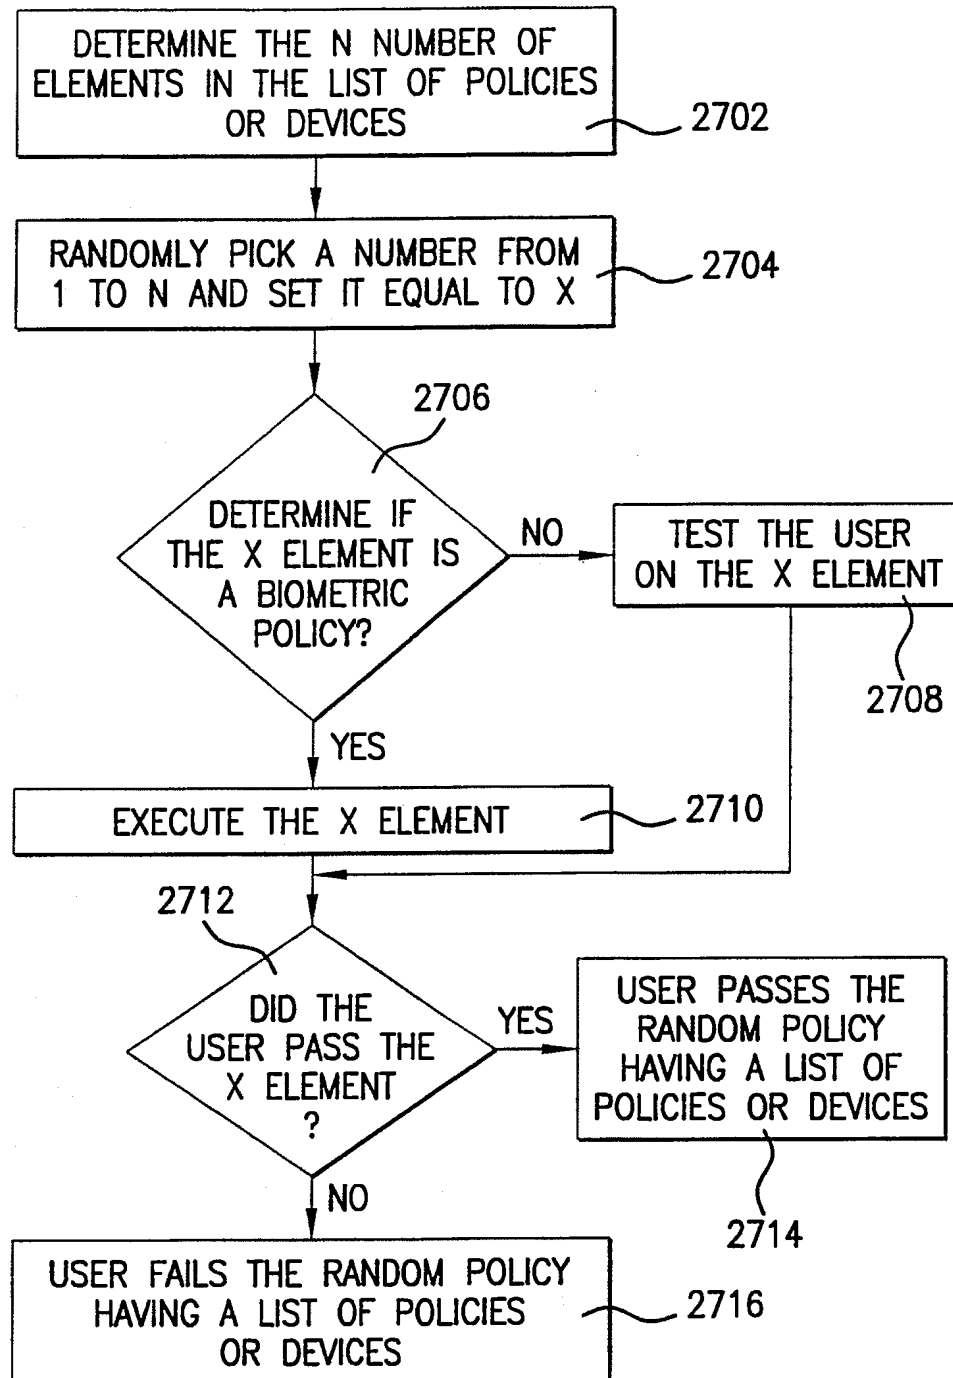 DETERMINE THE N NUMBER OF
ELEMENTS IN THE LIST OF POLICIES
OR DEVICES
2702
RANDOMLY PICK A NUMBER FROM
1 TO N AND SET IT EQUAL TO X
2704
2706
DETERMINE IF
THE X ELEMENT IS
A BIOMETRIC
POLICY?
NO
TEST THE USER
ON THE X ELEMENT
2708
YES
EXECUTE THE X ELEMENT
2710
2712
DID THE
USER PASS THE
X ELEMENT
?
YES
USER PASSES THE
RANDOM POLICY
HAVING A LIST OF
POLICIES OR DEVICES
2714
NO
USER FAILS THE RANDOM POLICY
HAVING A LIST OF POLICIES
OR DEVICES
2716